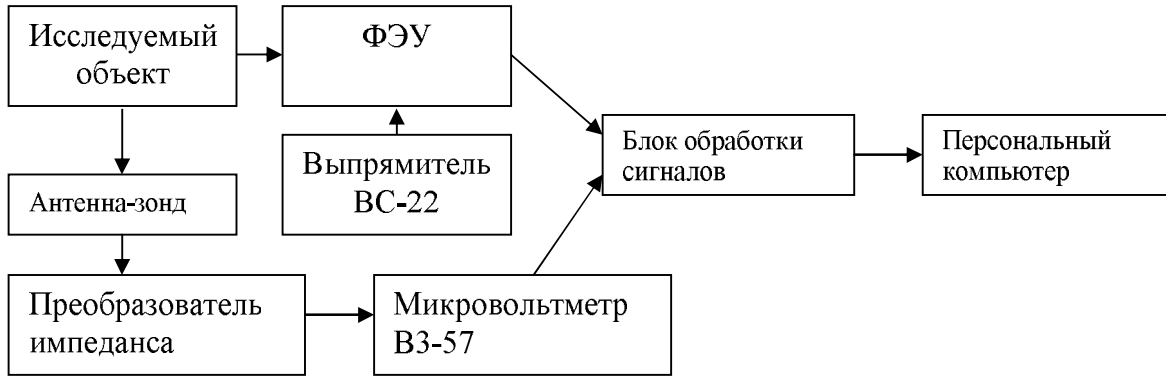 Исследуемый
объект
ФЭУ
Выпрямитель
ВС-22
Антенна-зонд
Преобразователь
импеданса
Микровольтметр
В3-57
Блок обработки
сигналов
Персональный
компьютер